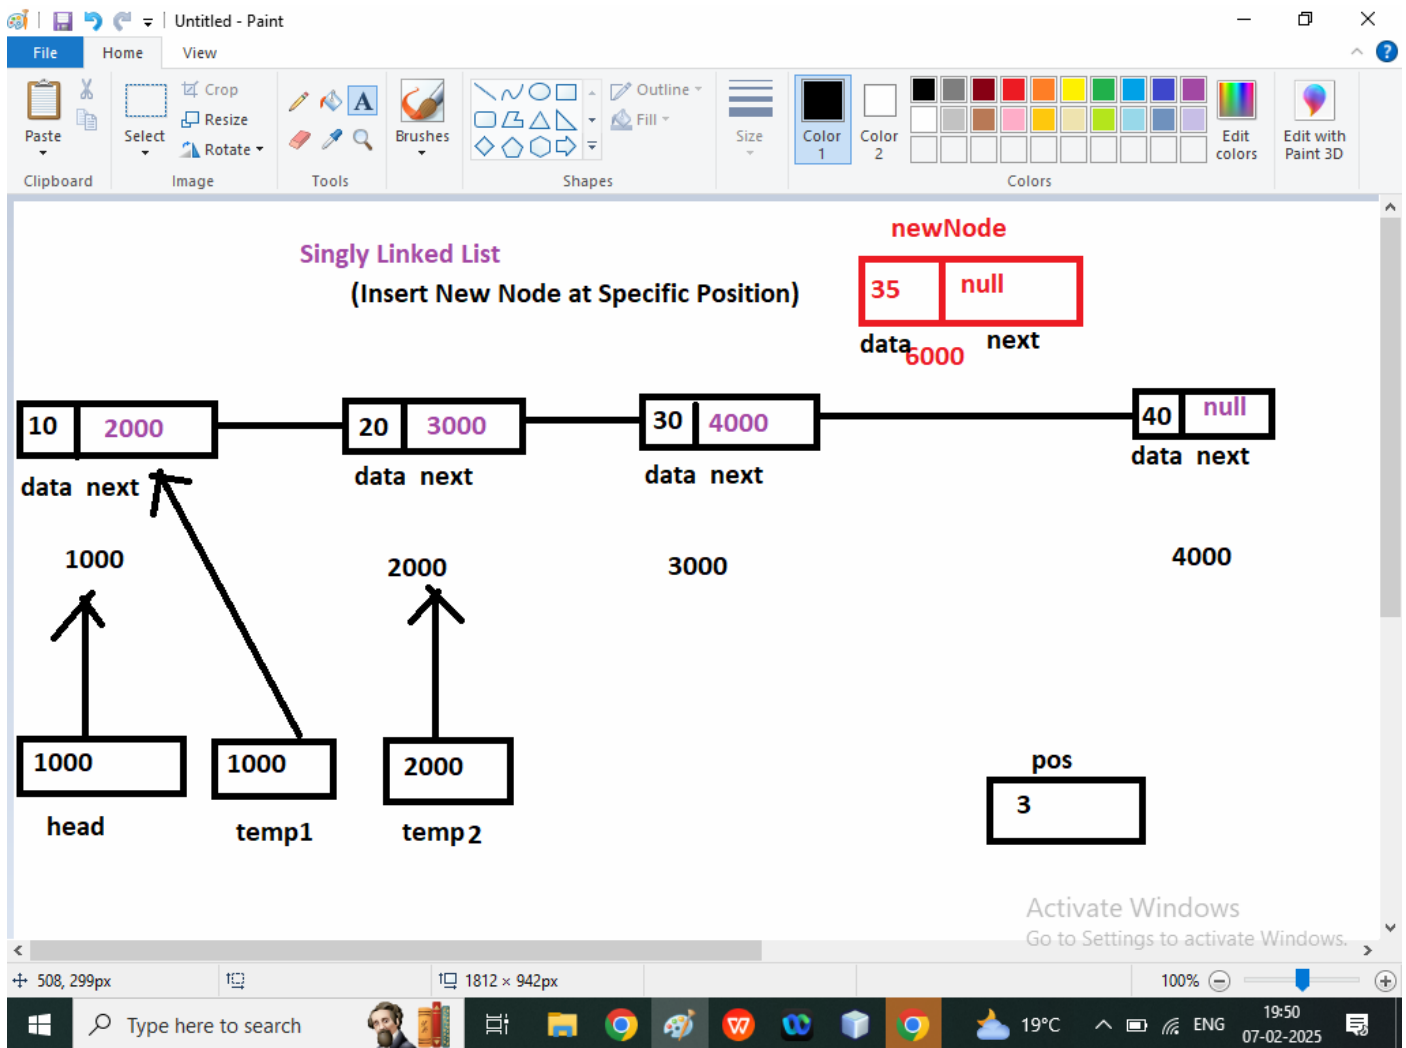 Untitled - Paint
File Home View
Paste
Clipboard
Select
Crop
Resize
Rotate
Image
Tools
Brushes
Shapes
Outline
Fill
Size
Color 1
Color 2
Colors
Edit colors
Edit with Paint 3D
newNode
Singly Linked List
(Insert New Node at Specific Position)
35 null
data next
6000
10 2000
data next
20 3000
data next
30 4000
data next
40 null
data next
1000
2000
3000
4000
1000
head
1000
temp1
2000
temp2
pos
3
Activate Windows
Go to Settings to activate Windows.
508, 299px
1812 × 942px
100%
Type here to search
19°C
ENG
19:50
07-02-2025